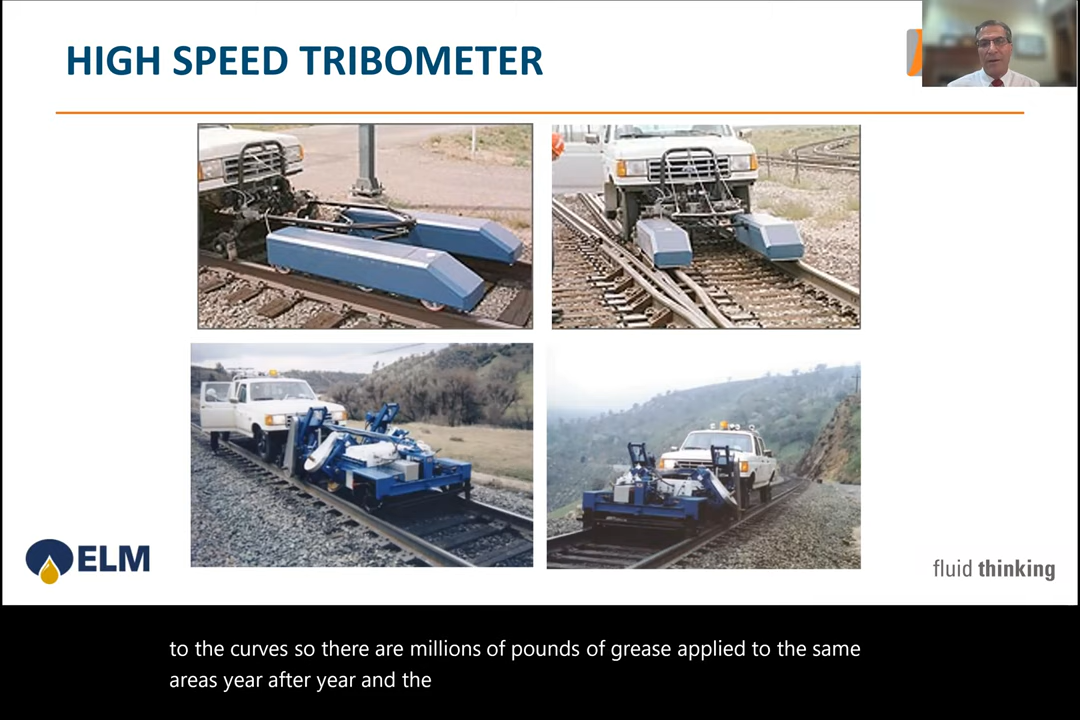 HIGH SPEED TRIBOMETER
ELM
fluid thinking
to the curves so there are millions of pounds of grease applied to the same
areas year after year and the